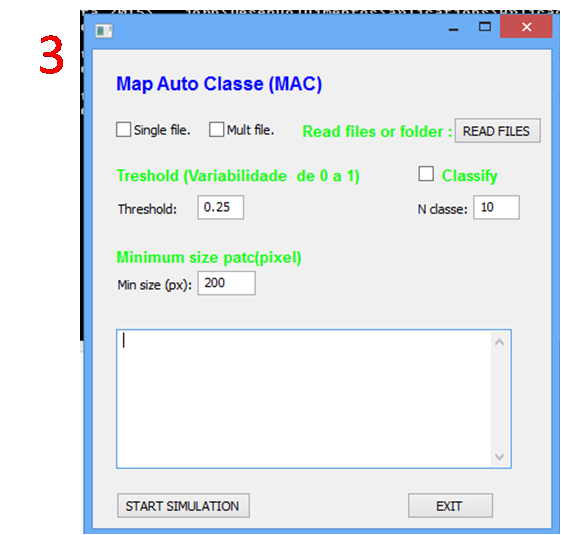 3
Map Auto Classe (MAC)
Single file. Mult file. Read files or folder : READ FILES
Treshold (Variabilidade de 0 a 1) Classify
Threshold: 0.25 N classe: 10
Minimum size patc(pixel)
Min size (px): 200
START SIMULATION EXIT